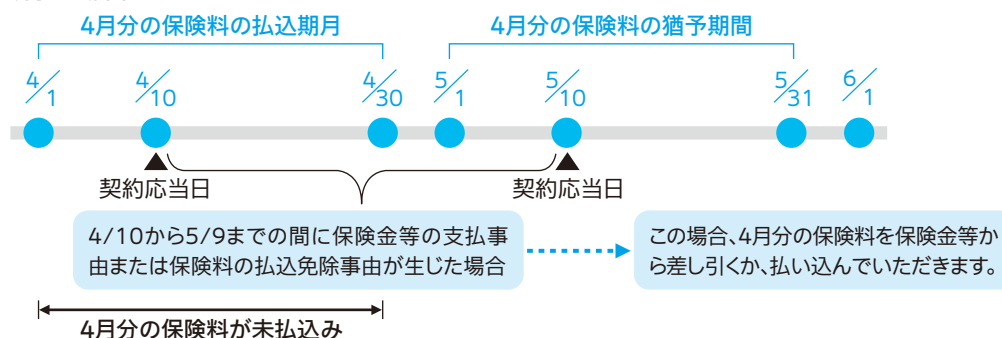 4月分の保険料の払込期月
4月分の保険料の猶予期間
4/1
4/10
4/30
5/1
5/10
5/31
6/1
契約応当日
契約応当日
4/10から5/9までの間に保険金等の支払事
由または保険料の払込免除事由が生じた場合
この場合、4月分の保険料を保険金等か
ら差し引くか、払い込んでいただきます。
4月分の保険料が未払込み